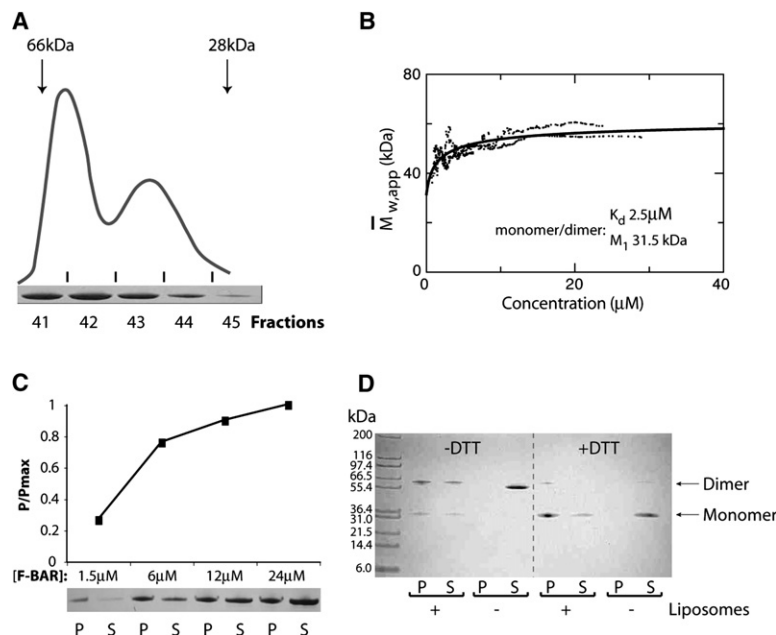 A
66kDa
28kDa
41 42 43 44 45 Fractions
B
80
40
0
M w,app (kDa)
monomer/dimer:
Kd 2.5μM
M1 31.5 kDa
0 20 40
Concentration (μM)
C
P/Pmax
1
0.8
0.6
0.4
0.2
0
[F-BAR]: 1.5μM 6μM 12μM 24μM
P S P S P S P S
D
kDa
200
116
97.4
66.5
55.4
36.4
31.0
21.5
14.4
6.0
-DTT
+DTT
Dimer
Monomer
P S P S P S P S
+ - + - Liposomes